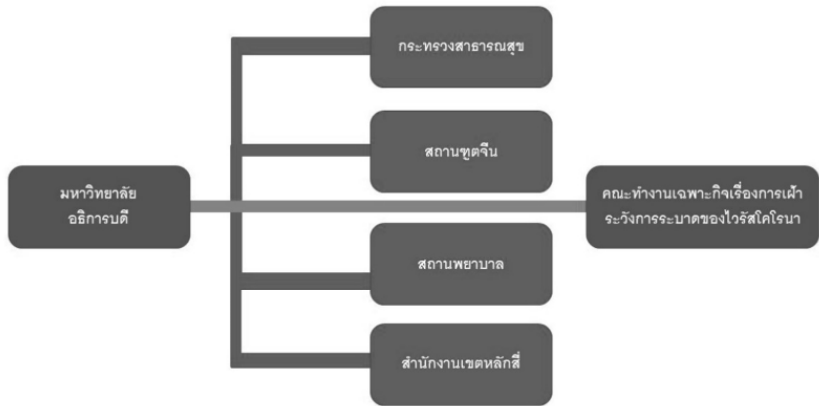 กระทรวงสาธารณสุข
สถานฑูตจีน
มหาวิทยาลัย
อธิการบดี
คณะทำงานเฉพาะกิจเรื่องการเฝ้า
ระวังการระบาดของไวรัสโคโรนา
สถานพยาบาล
สำนักงานเขตหลักสี่